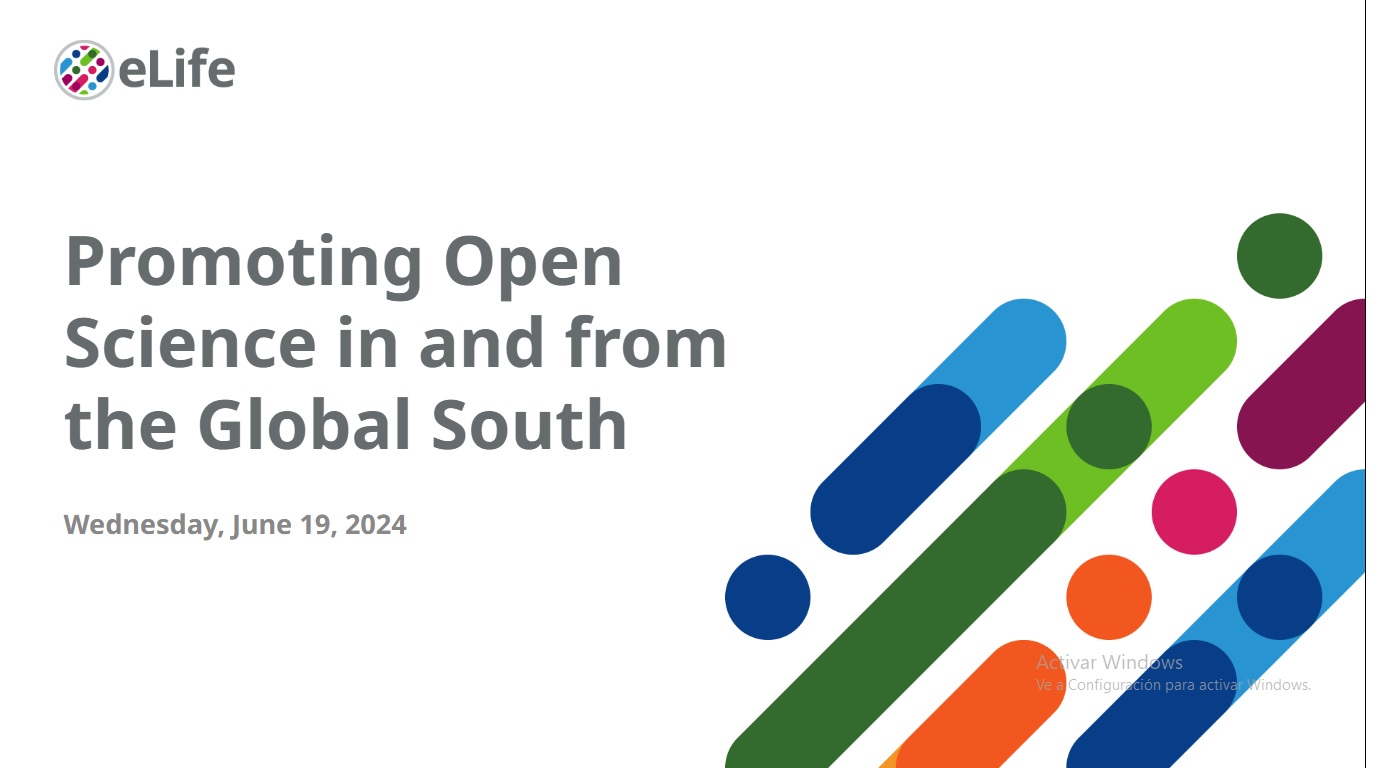 eLife
Promoting Open
Science in and from
the Global South
Wednesday, June 19, 2024
Activar Windows
Ve a Configuración para activar Windows.